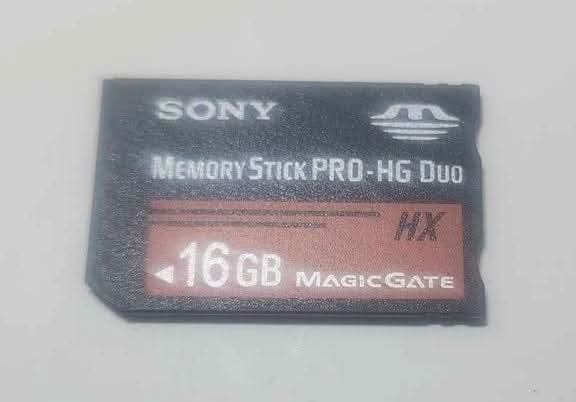 SONY
MEMORY STICK PRO-HG DUO
HX
16GB MAGICGATE